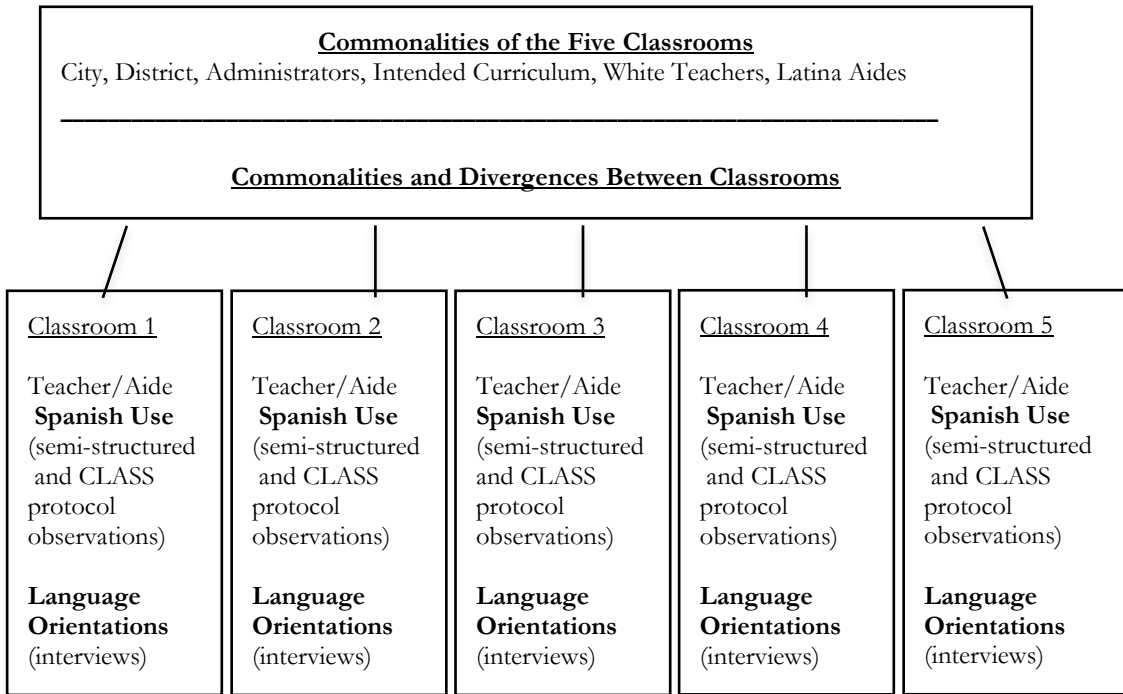 Commonalities of the Five Classrooms
City, District, Administrators, Intended Curriculum, White Teachers, Latina Aides
Commonalities and Divergences Between Classrooms
Classroom 1
Teacher/Aide
Spanish Use
(semi-structured
and CLASS
protocol
observations)
Language
Orientations
(interviews)
Classroom 2
Teacher/Aide
Spanish Use
(semi-structured
and CLASS
protocol
observations)
Language
Orientations
(interviews)
Classroom 3
Teacher/Aide
Spanish Use
(semi-structured
and CLASS
protocol
observations)
Language
Orientations
(interviews)
Classroom 4
Teacher/Aide
Spanish Use
(semi-structured
and CLASS
protocol
observations)
Language
Orientations
(interviews)
Classroom 5
Teacher/Aide
Spanish Use
(semi-structured
and CLASS
protocol
observations)
Language
Orientations
(interviews)